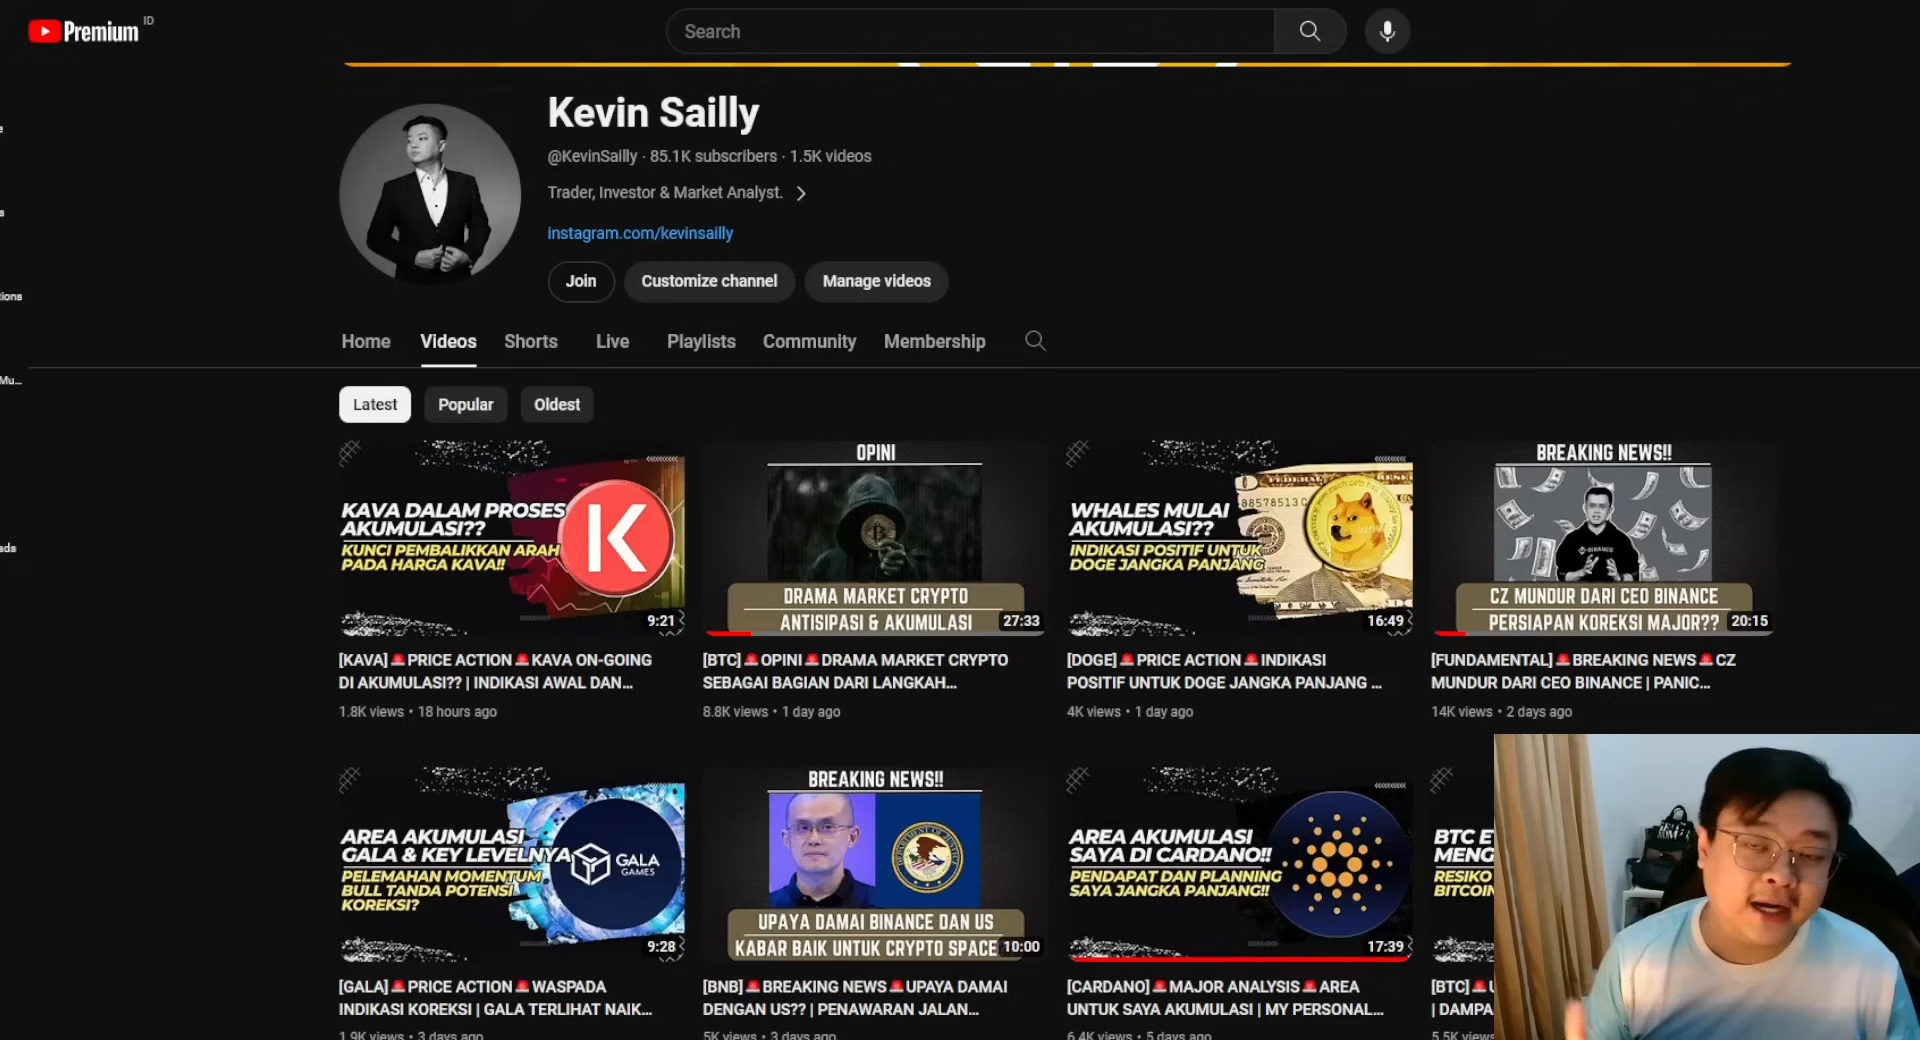 Premium ID
Search
Kevin Sailly
@KevinSailly · 85.1K subscribers · 1.5K videos
Trader, Investor & Market Analyst.
instagram.com/kevinsailly
Join
Customize channel
Manage videos
tions
Home
Videos
Shorts
Live
Playlists
Community
Membership
Mu...
Latest
Popular
Oldest
ads
KAVA DALAM PROSES
AKUMULASI??
KUNCI PEMBALIKKAN ARAH
PADA HARGA KAVA!!
9:21
[KAVA]🚨PRICE ACTION🚨KAVA ON-GOING
DI AKUMULASI?? | INDIKASI AWAL DAN...
1.8K views • 18 hours ago
OPINI
DRAMA MARKET CRYPTO
ANTISIPASI & AKUMULASI
27:33
[BTC]🚨OPINI🚨DRAMA MARKET CRYPTO
SEBAGAI BAGIAN DARI LANGKAH...
8.8K views • 1 day ago
WHALES MULAI
AKUMULASI??
INDIKASI POSITIF UNTUK
DOGE JANGKA PANJANG
88578513
16:49
[DOGE]🚨PRICE ACTION🚨INDIKASI
POSITIF UNTUK DOGE JANGKA PANJANG ...
4K views • 1 day ago
BREAKING NEWS!!
BINANCE
CZ MUNDUR DARI CEO BINANCE
PERSIAPAN KOREKSI MAJOR??
20:15
[FUNDAMENTAL]🚨BREAKING NEWS🚨CZ
MUNDUR DARI CEO BINANCE | PANIC...
14K views • 2 days ago
AREA AKUMULASI
GALA & KEY LEVELNYA
PELEMAHAN MOMENTUM
BULL TANDA POTENSI
KOREKSI?
GALA
GAMES
9:28
[GALA]🚨PRICE ACTION🚨WASPADA
INDIKASI KOREKSI | GALA TERLIHAT NAIK...
1.9K views • 3 days ago
BREAKING NEWS!!
UPAYA DAMAI BINANCE DAN US
KABAR BAIK UNTUK CRYPTO SPACE
10:00
[BNB]🚨BREAKING NEWS🚨UPAYA DAMAI
DENGAN US?? | PENAWARAN JALAN...
5K views • 3 days ago
AREA AKUMULASI
SAYA DI CARDANO!!
PENDAPAT DAN PLANNING
SAYA JANGKA PANJANG!!
17:39
[CARDANO]🚨MAJOR ANALYSIS🚨AREA
UNTUK SAYA AKUMULASI | MY PERSONAL...
6.4K views • 5 days ago
BTC E
MENG
RESIKO
BITCOIN
[BTC]🚨U
| DAMPA
5.5K views